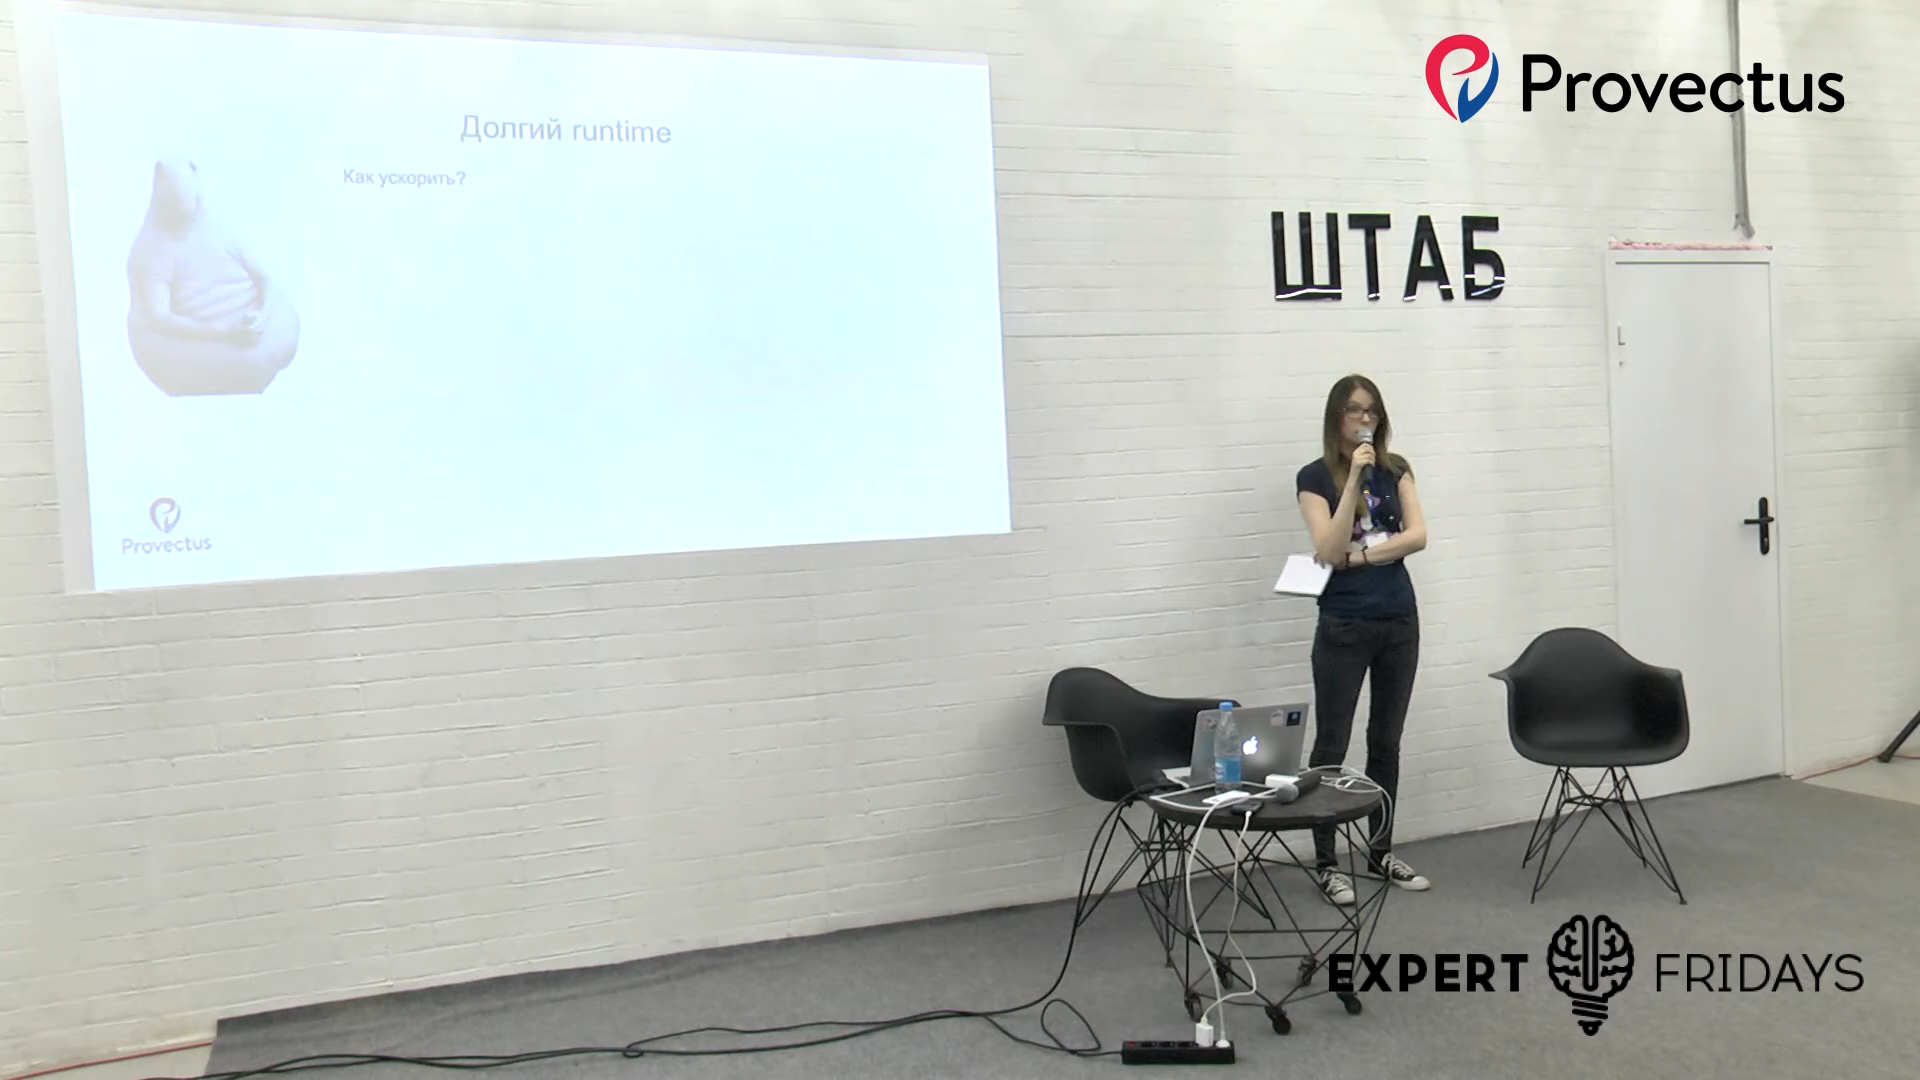 Долгий runtime
Как ускорить?
Provectus
Provectus
ШТАБ
EXPERT FRIDAYS